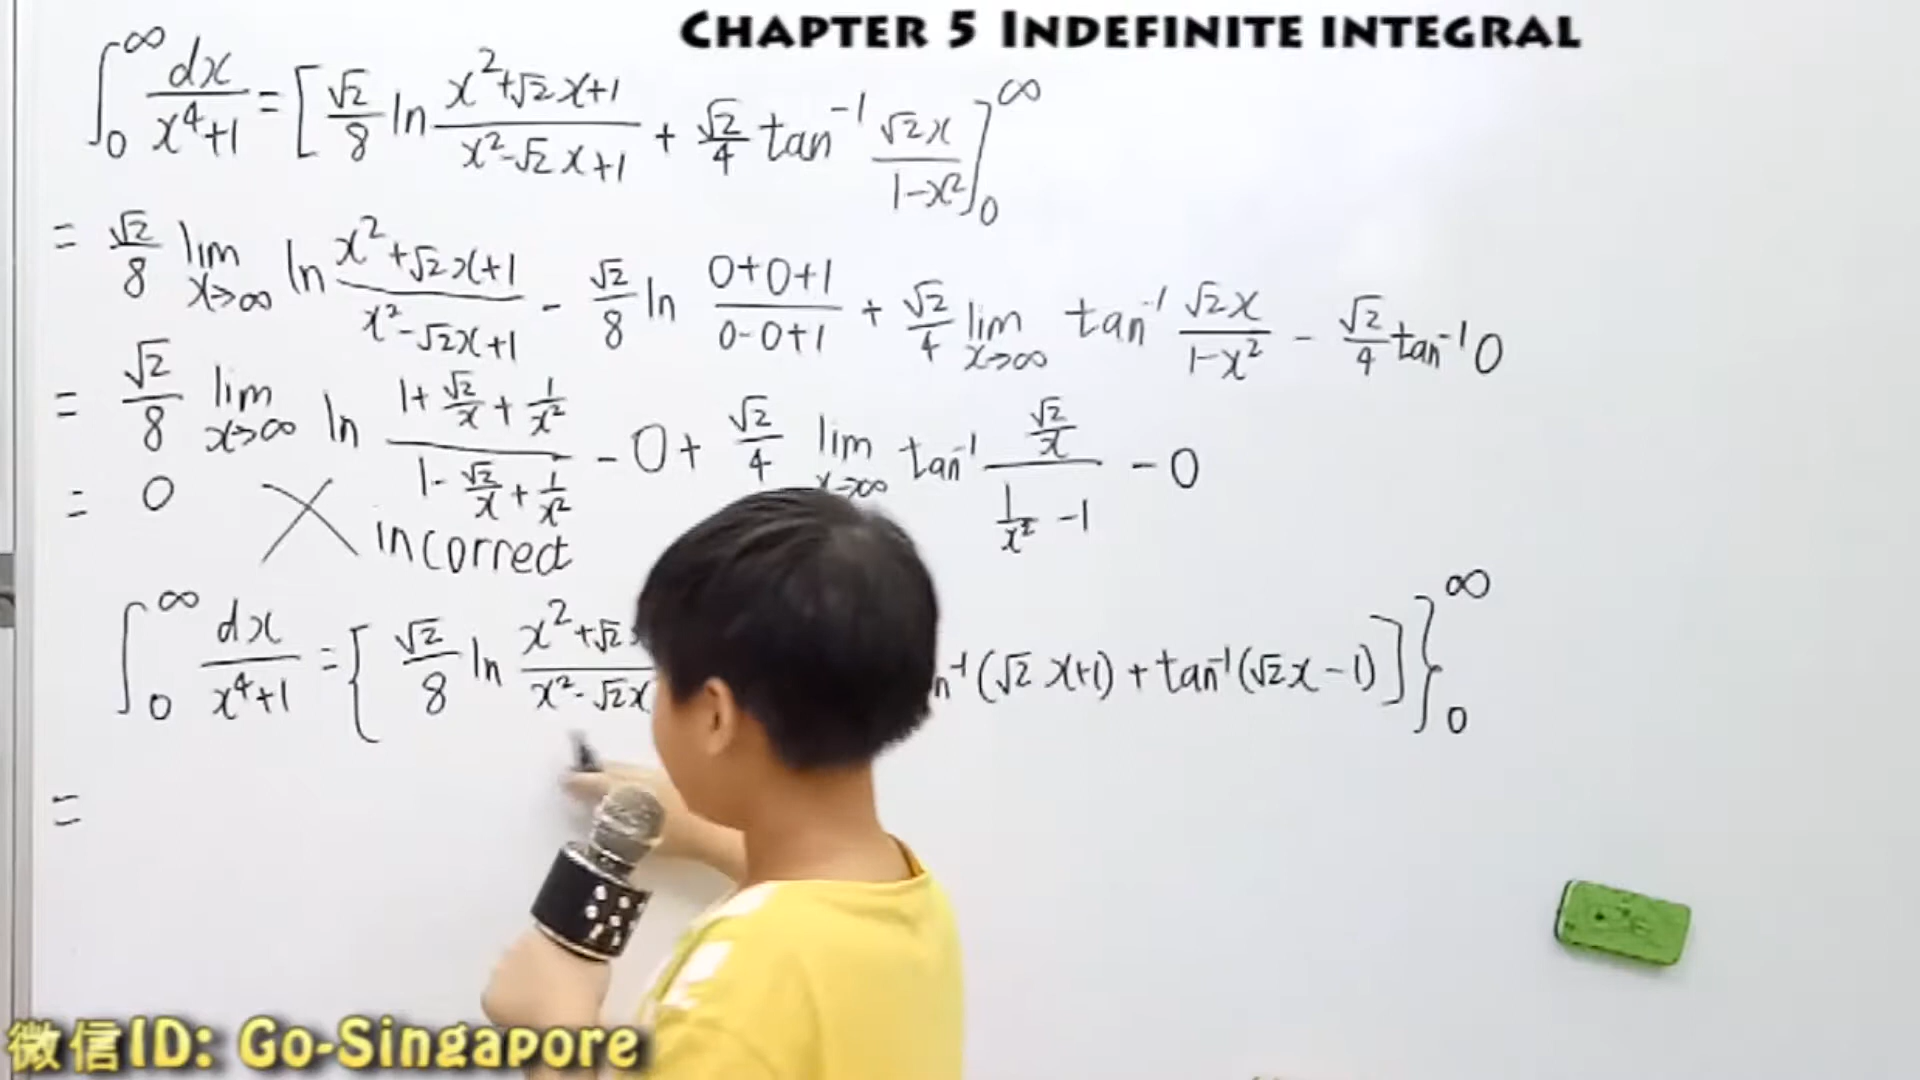 CHAPTER 5 INDEFINITE INTEGRAL
∫₀^∞ dx/(x⁴+1) = [√2/8 ln (x²+√2x+1)/(x²-√2x+1) + √2/4 tan⁻¹ √2x/(1-x²)]₀^∞
= √2/8 lim x→∞ ln (x²+√2x+1)/(x²-√2x+1) - √2/8 ln (0+0+1)/(0-0+1) + √2/4 lim x→∞ tan⁻¹ √2x/(1-x²) - √2/4 tan⁻¹ 0
= √2/8 lim x→∞ ln (1+√2/x+1/x²)/(1-√2/x+1/x²) - 0 + √2/4 lim x→∞ tan⁻¹ (√2/x)/(1/x²-1) - 0
= 0 ╳ incorrect
∫₀^∞ dx/(x⁴+1) = {√2/8 ln (x²+√2x)/(x²-√2x) n⁻¹(√2x+1) + tan⁻¹(√2x-1)]}₀^∞
=
微信ID: Go-Singapore